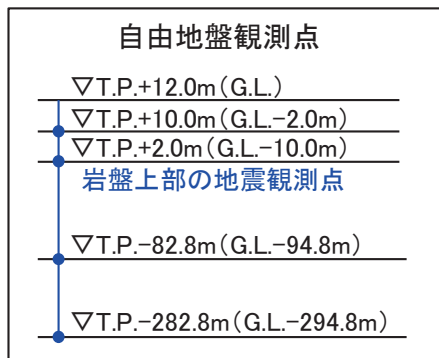 自由地盤観測点
▽T.P.+12.0m(G.L.)
▽T.P.+10.0m(G.L.-2.0m)
▽T.P.+2.0m(G.L.-10.0m)
岩盤上部の地震観測点
▽T.P.-82.8m(G.L.-94.8m)
▽T.P.-282.8m(G.L.-294.8m)